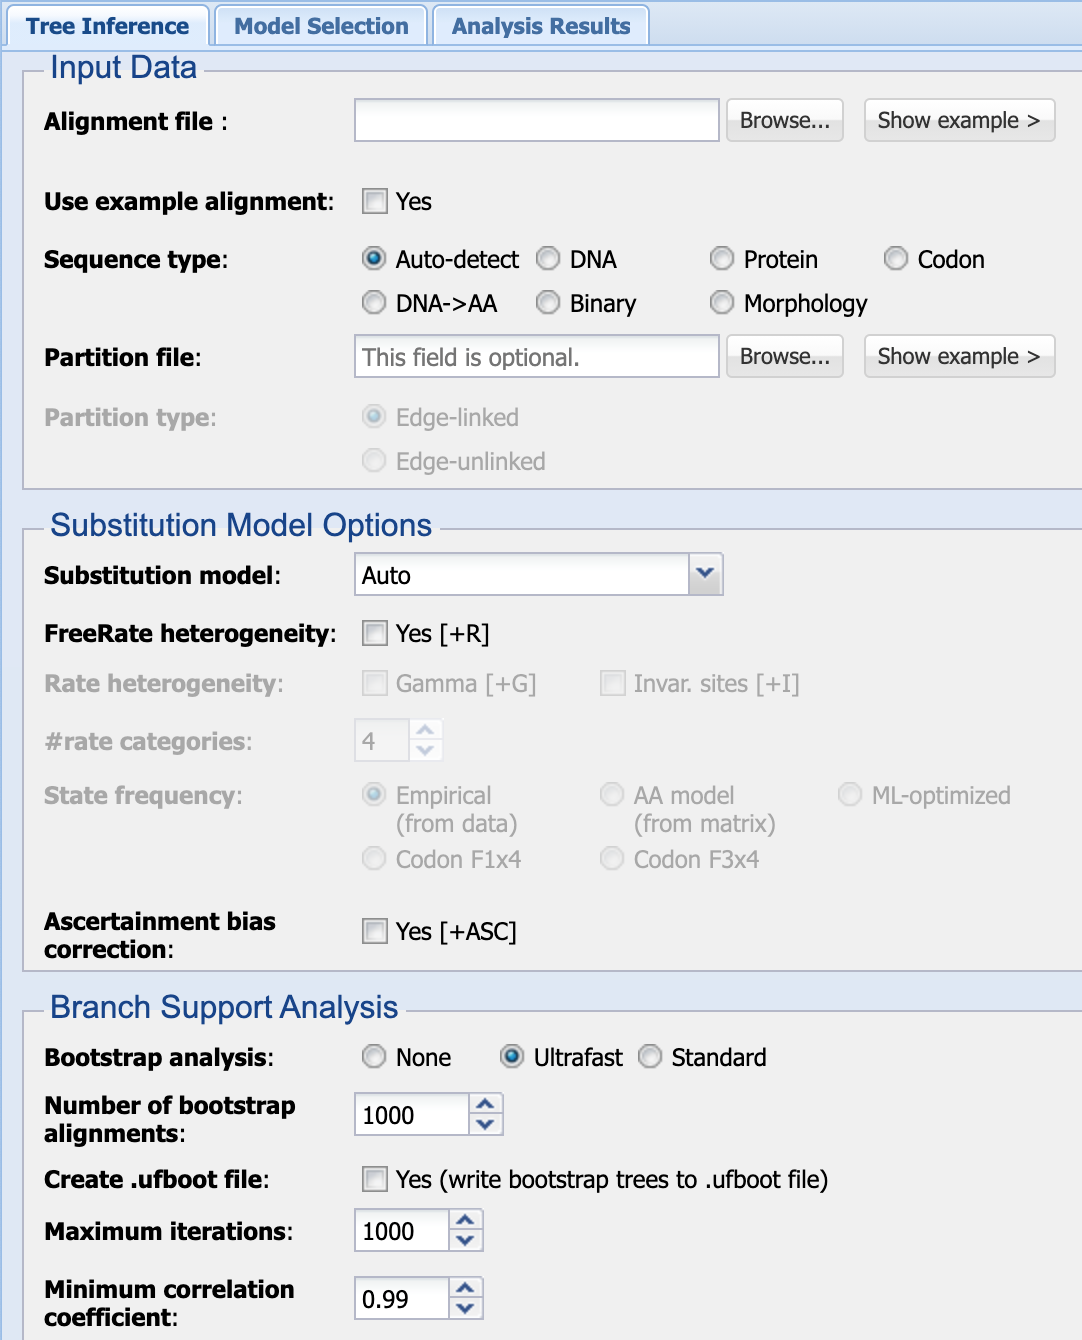 Tree Inference Model Selection Analysis Results
Input Data
Alignment file : Browse... Show example >
Use example alignment: Yes
Sequence type: Auto-detect DNA Protein Codon
DNA->AA Binary Morphology
Partition file: This field is optional. Browse... Show example >
Partition type: Edge-linked
Edge-unlinked
Substitution Model Options
Substitution model: Auto
FreeRate heterogeneity: Yes [+R]
Rate heterogeneity: Gamma [+G] Invar. sites [+I]
#rate categories: 4
State frequency: Empirical AA model ML-optimized
(from data) (from matrix)
Codon F1x4 Codon F3x4
Ascertainment bias
correction: Yes [+ASC]
Branch Support Analysis
Bootstrap analysis: None Ultrafast Standard
Number of bootstrap
alignments: 1000
Create .ufboot file: Yes (write bootstrap trees to .ufboot file)
Maximum iterations: 1000
Minimum correlation
coefficient: 0.99